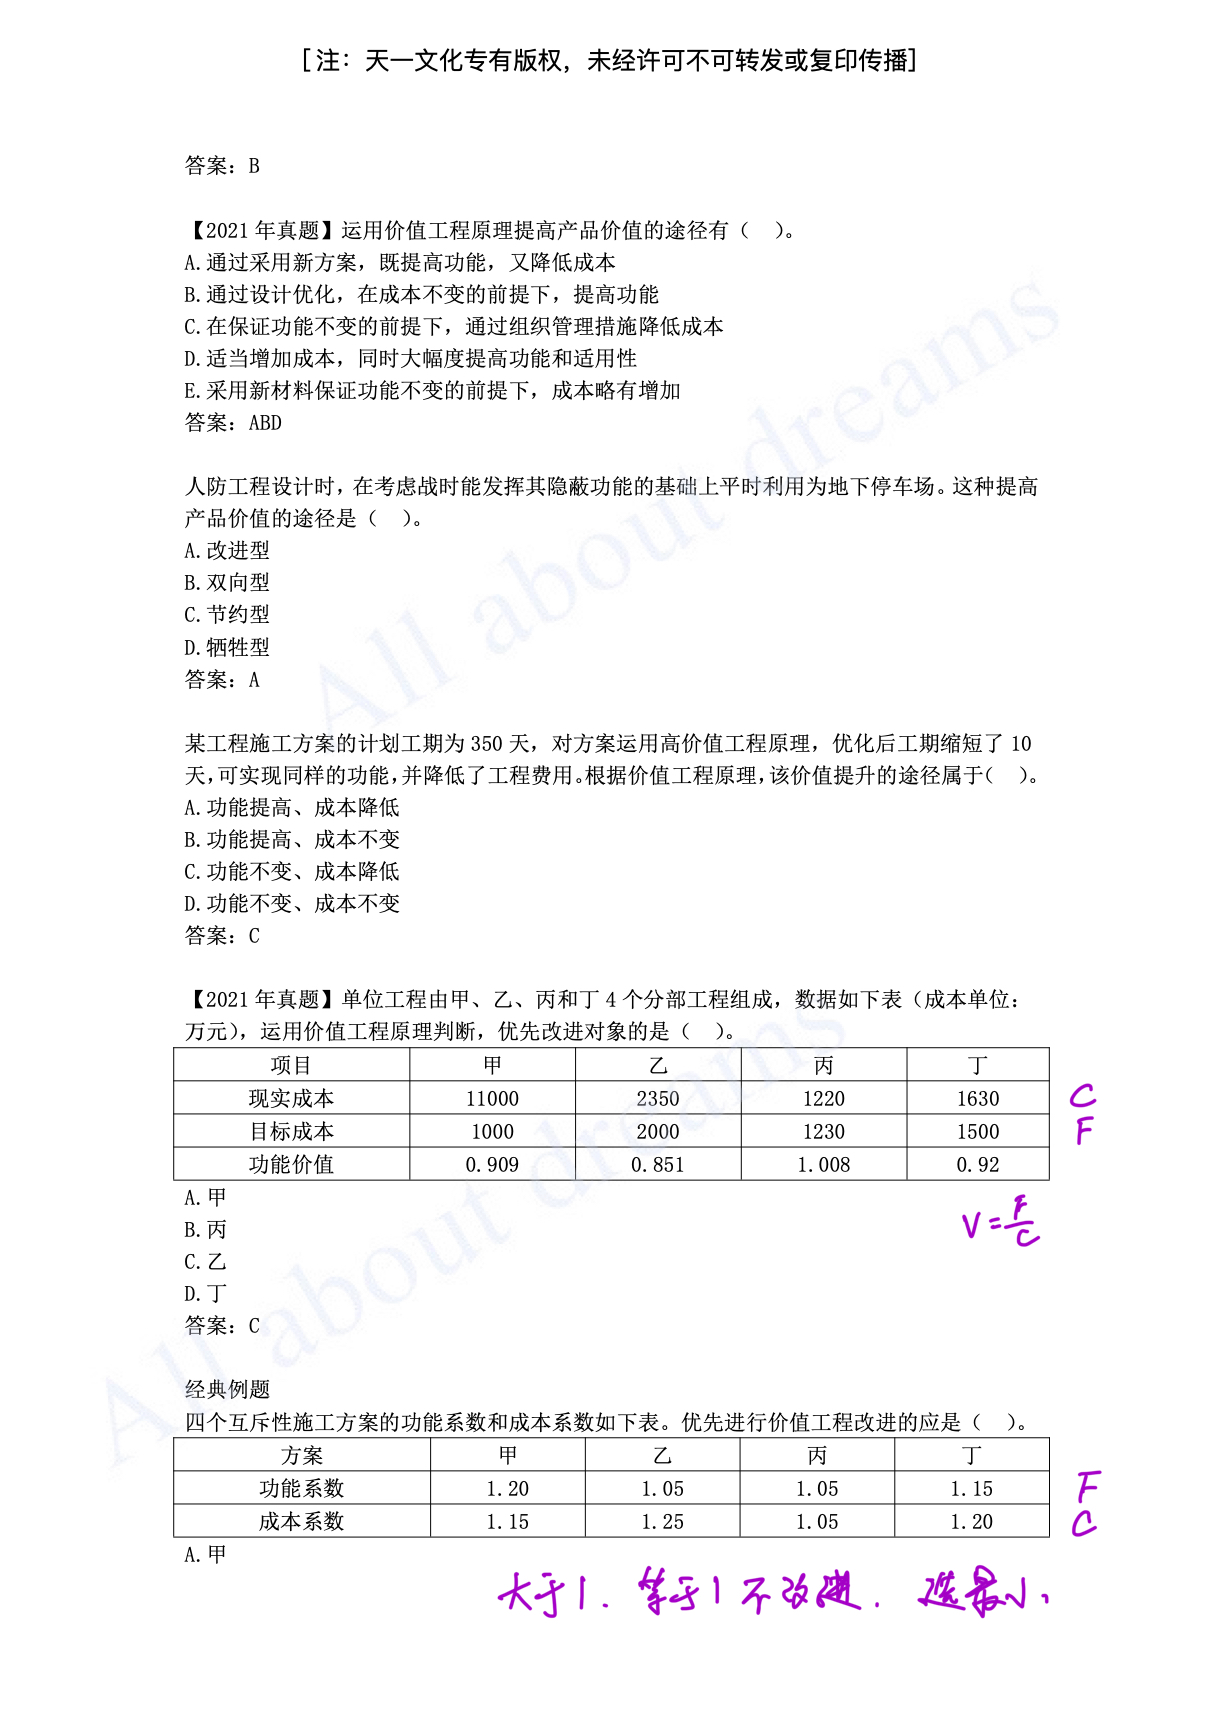 [注：天一文化专有版权，未经许可不可转发或复印传播]
答案：B
【2021 年真题】运用价值工程原理提高产品价值的途径有（ ）。
A.通过采用新方案，既提高功能，又降低成本
B.通过设计优化，在成本不变的前提下，提高功能
C.在保证功能不变的前提下，通过组织管理措施降低成本
D.适当增加成本，同时大幅度提高功能和适用性
E.采用新材料保证功能不变的前提下，成本略有增加
答案：ABD
人防工程设计时，在考虑战时能发挥其隐蔽功能的基础上平时利用为地下停车场。这种提高
产品价值的途径是（ ）。
A.改进型
B.双向型
C.节约型
D.牺牲型
答案：A
某工程施工方案的计划工期为 350 天，对方案运用高价值工程原理，优化后工期缩短了 10
天，可实现同样的功能，并降低了工程费用。根据价值工程原理，该价值提升的途径属于（ ）。
A.功能提高、成本降低
B.功能提高、成本不变
C.功能不变、成本降低
D.功能不变、成本不变
答案：C
【2021 年真题】单位工程由甲、乙、丙和丁 4 个分部工程组成，数据如下表（成本单位：
万元），运用价值工程原理判断，优先改进对象的是（ ）。
项目 甲 乙 丙 丁
现实成本 11000 2350 1220 1630 C
目标成本 1000 2000 1230 1500 F
功能价值 0.909 0.851 1.008 0.92
A.甲
B.丙
V=F/C
C.乙
D.丁
答案：C
经典例题
四个互斥性施工方案的功能系数和成本系数如下表。优先进行价值工程改进的应是（ ）。
方案 甲 乙 丙 丁
功能系数 1.20 1.05 1.05 1.15 F
成本系数 1.15 1.25 1.05 1.20 C
A.甲
大于1. 等于1不改进. 选最小
All about dreams
All about dreams